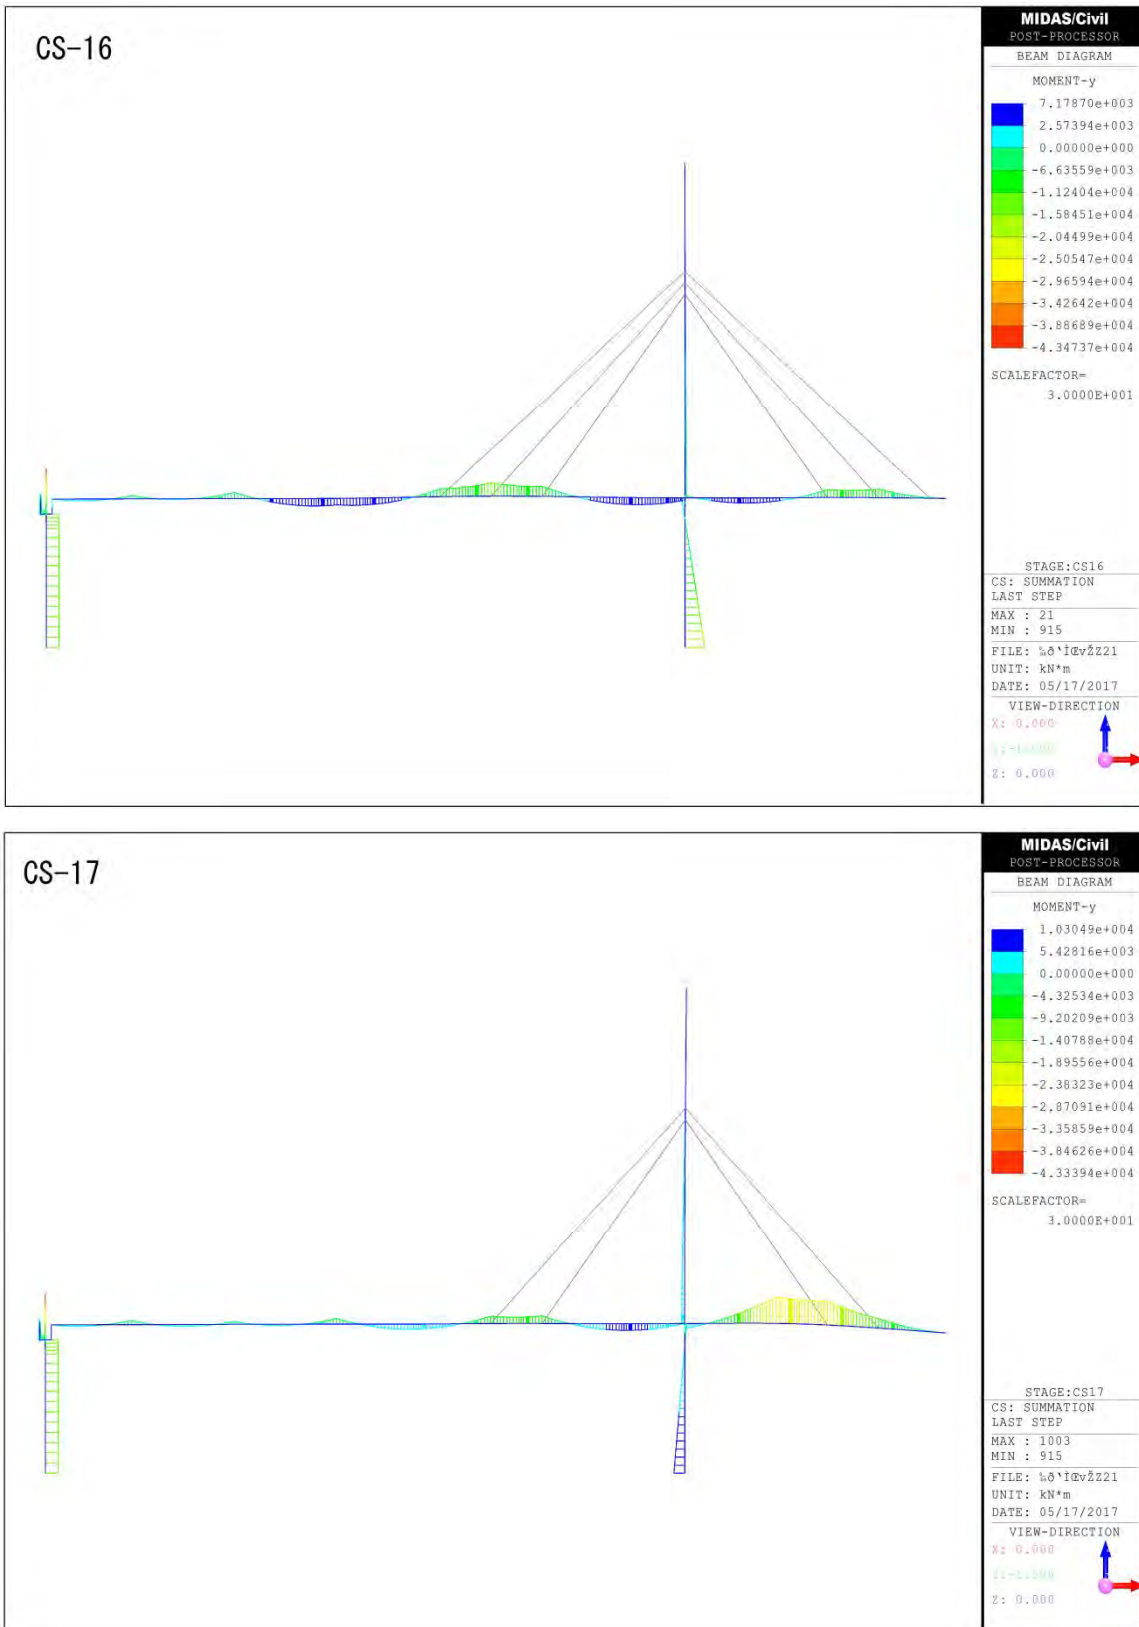 CS-16
MIDAS/Civil
POST-PROCESSOR
BEAM DIAGRAM
MOMENT-y
7.17870e+003
2.57394e+003
0.00000e+000
-6.63559e+003
-1.12404e+004
-1.58451e+004
-2.04499e+004
-2.50547e+004
-2.96594e+004
-3.42642e+004
-3.88689e+004
-4.34737e+004
SCALEFACTOR=
3.0000E+001
STAGE:CS16
CS: SUMMATION
LAST STEP
MAX : 21
MIN : 915
FILE:
UNIT: kN*m
DATE: 05/17/2017
VIEW-DIRECTION
X: 0.000
Z: 0.000
CS-17
MIDAS/Civil
POST-PROCESSOR
BEAM DIAGRAM
MOMENT-y
1.03049e+004
5.42816e+003
0.00000e+000
-4.32534e+003
-9.20209e+003
-1.40788e+004
-1.89556e+004
-2.38323e+004
-2.87091e+004
-3.35859e+004
-3.84626e+004
-4.33394e+004
SCALEFACTOR=
3.0000E+001
STAGE:CS17
CS: SUMMATION
LAST STEP
MAX : 1003
MIN : 915
FILE:
UNIT: kN*m
DATE: 05/17/2017
VIEW-DIRECTION
X: 0.000
Z: 0.000